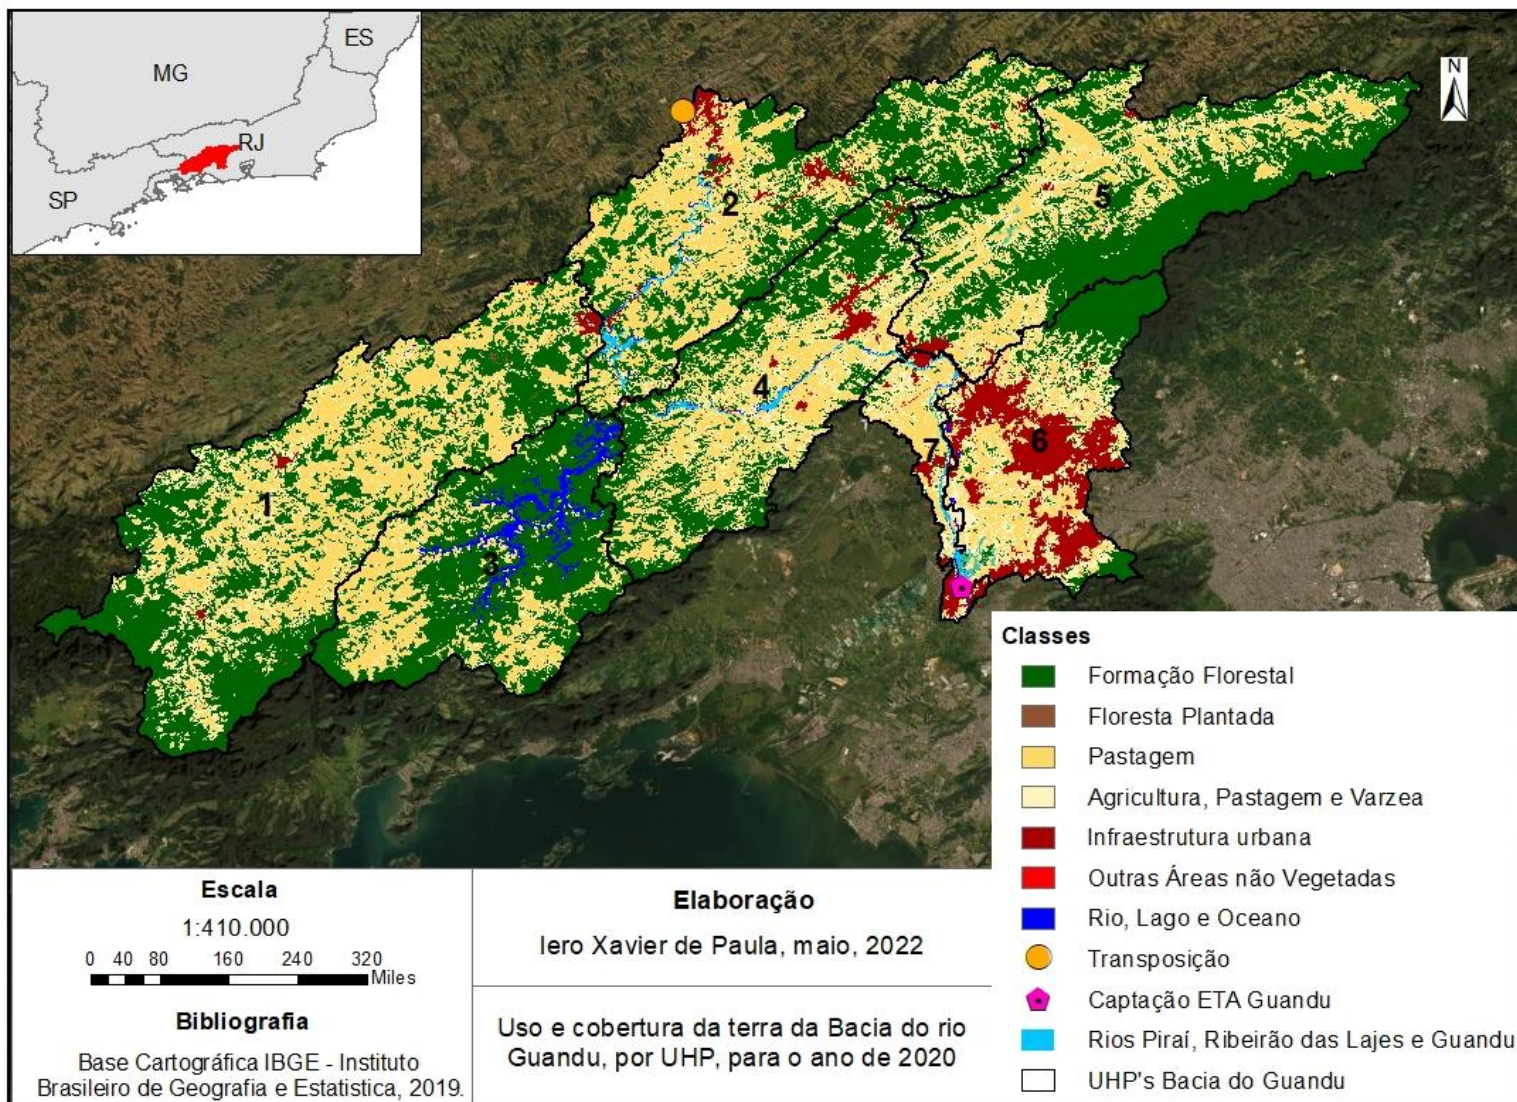 MG
ES
RJ
SP
N
1
2
3
4
5
6
7
Classes
Formação Florestal
Floresta Plantada
Pastagem
Agricultura, Pastagem e Varzea
Infraestrutura urbana
Outras Áreas não Vegetadas
Rio, Lago e Oceano
Transposição
Captação ETA Guandu
Rios Piraí, Ribeirão das Lajes e Guandu
UHP's Bacia do Guandu
Escala
1:410.000
0 40 80 160 240 320
Miles
Bibliografia
Base Cartográfica IBGE - Instituto
Brasileiro de Geografia e Estatistica, 2019.
Elaboração
Iero Xavier de Paula, maio, 2022
Uso e cobertura da terra da Bacia do rio
Guandu, por UHP, para o ano de 2020